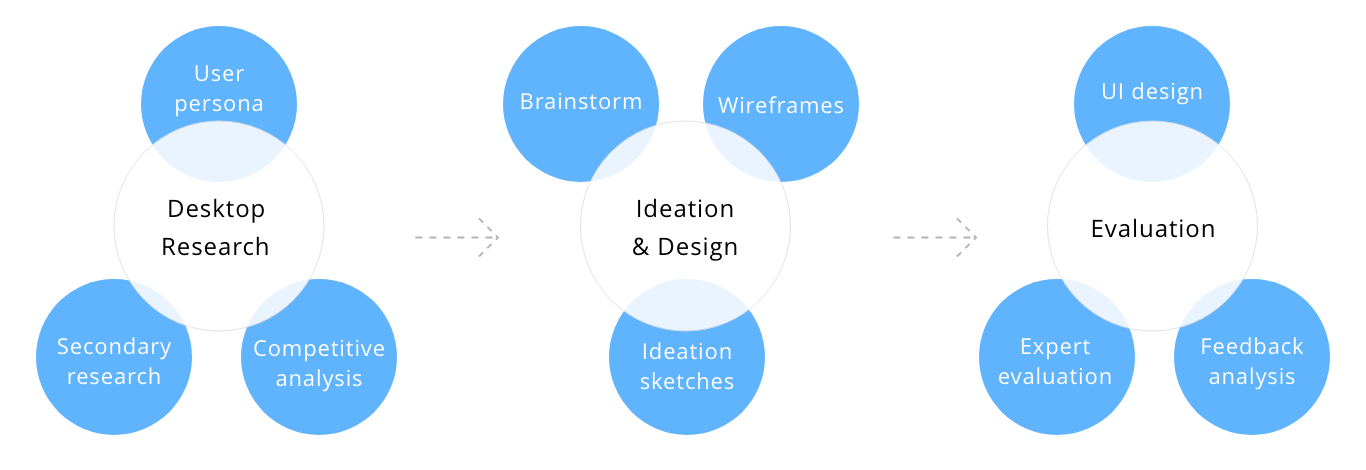 User
persona
Desktop
Research
Secondary
research
Competitive
analysis
Brainstorm
Wireframes
Ideation
& Design
Ideation
sketches
UI design
Evaluation
Expert
evaluation
Feedback
analysis